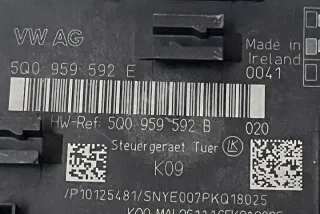 VW AG
Made in
Ireland
0041
5Q0 959 592 E
HW-Ref: 5Q0 959 592 B 020
Steuergeraet Tuer LK
K09
/P10125481/SNYE007PKQ18025